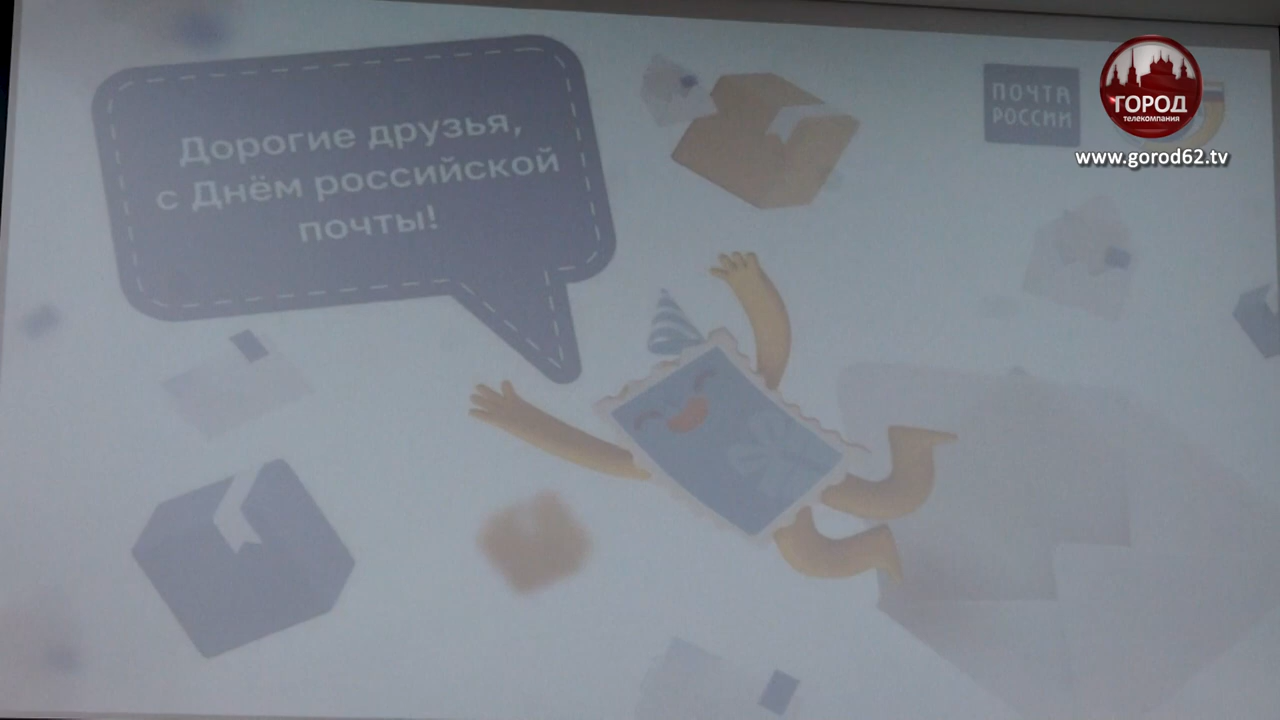 Дорогие друзья,
с Днём российской
почты!
ПОЧТА
РОССИИ
ГОРОД
телекомпания
www.gorod62.tv